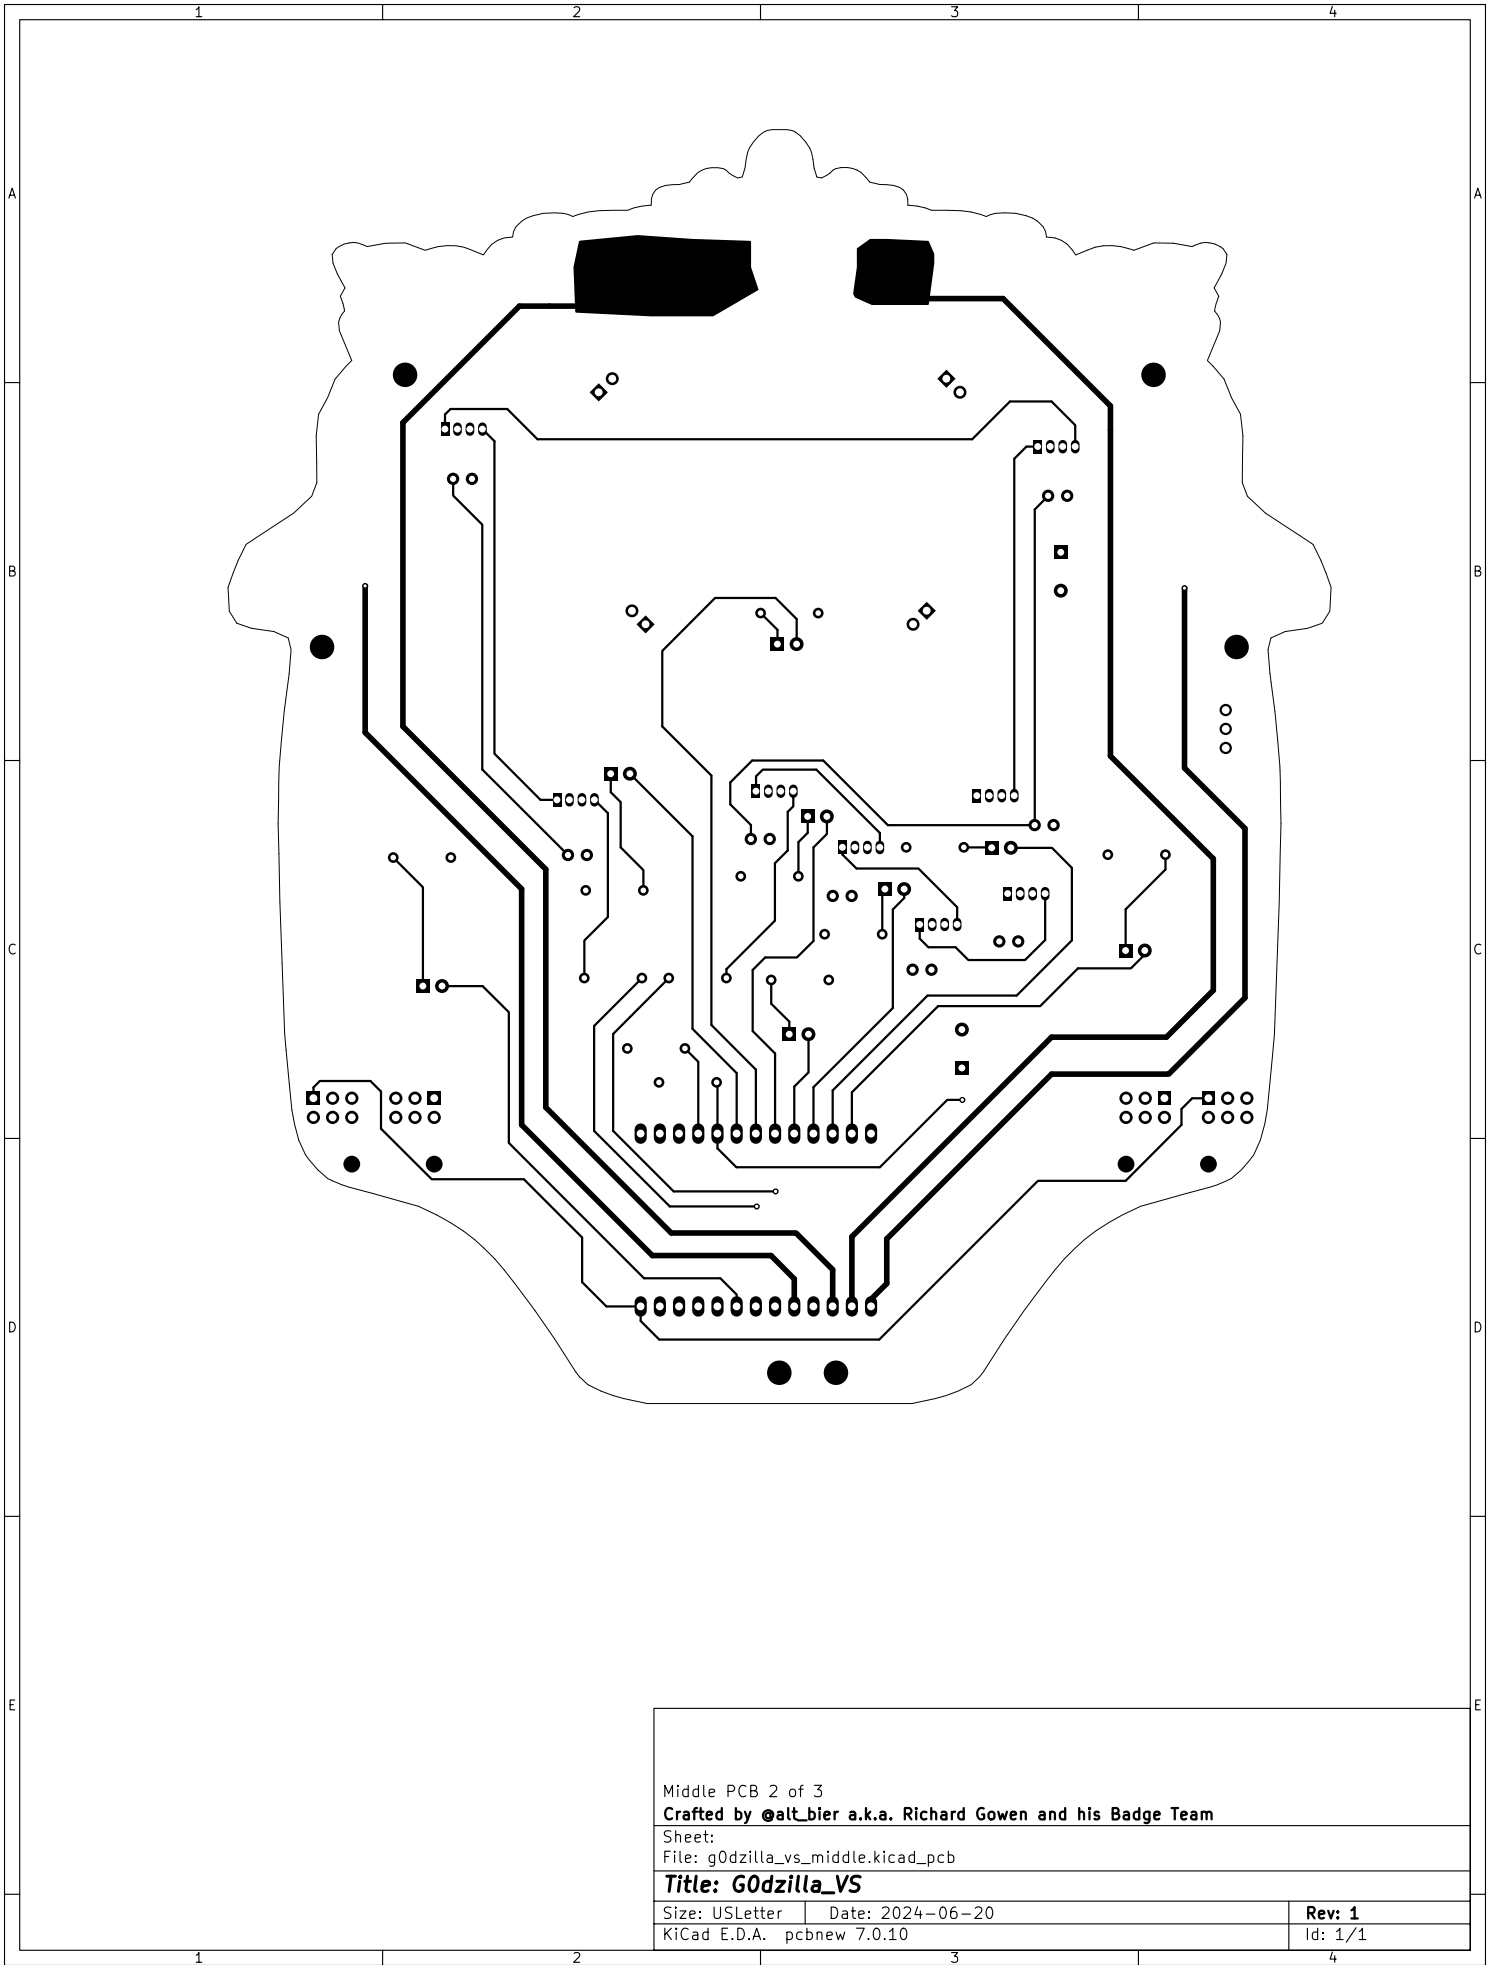 1 2 3 4
A A
B B
C C
D D
E E
Middle PCB 2 of 3
Crafted by @alt_bier a.k.a. Richard Gowen and his Badge Team
Sheet:
File: g0dzilla_vs_middle.kicad_pcb
Title: G0dzilla_VS
Size: USLetter Date: 2024-06-20 Rev: 1
KiCad E.D.A. pcbnew 7.0.10 Id: 1/1
1 2 3 4